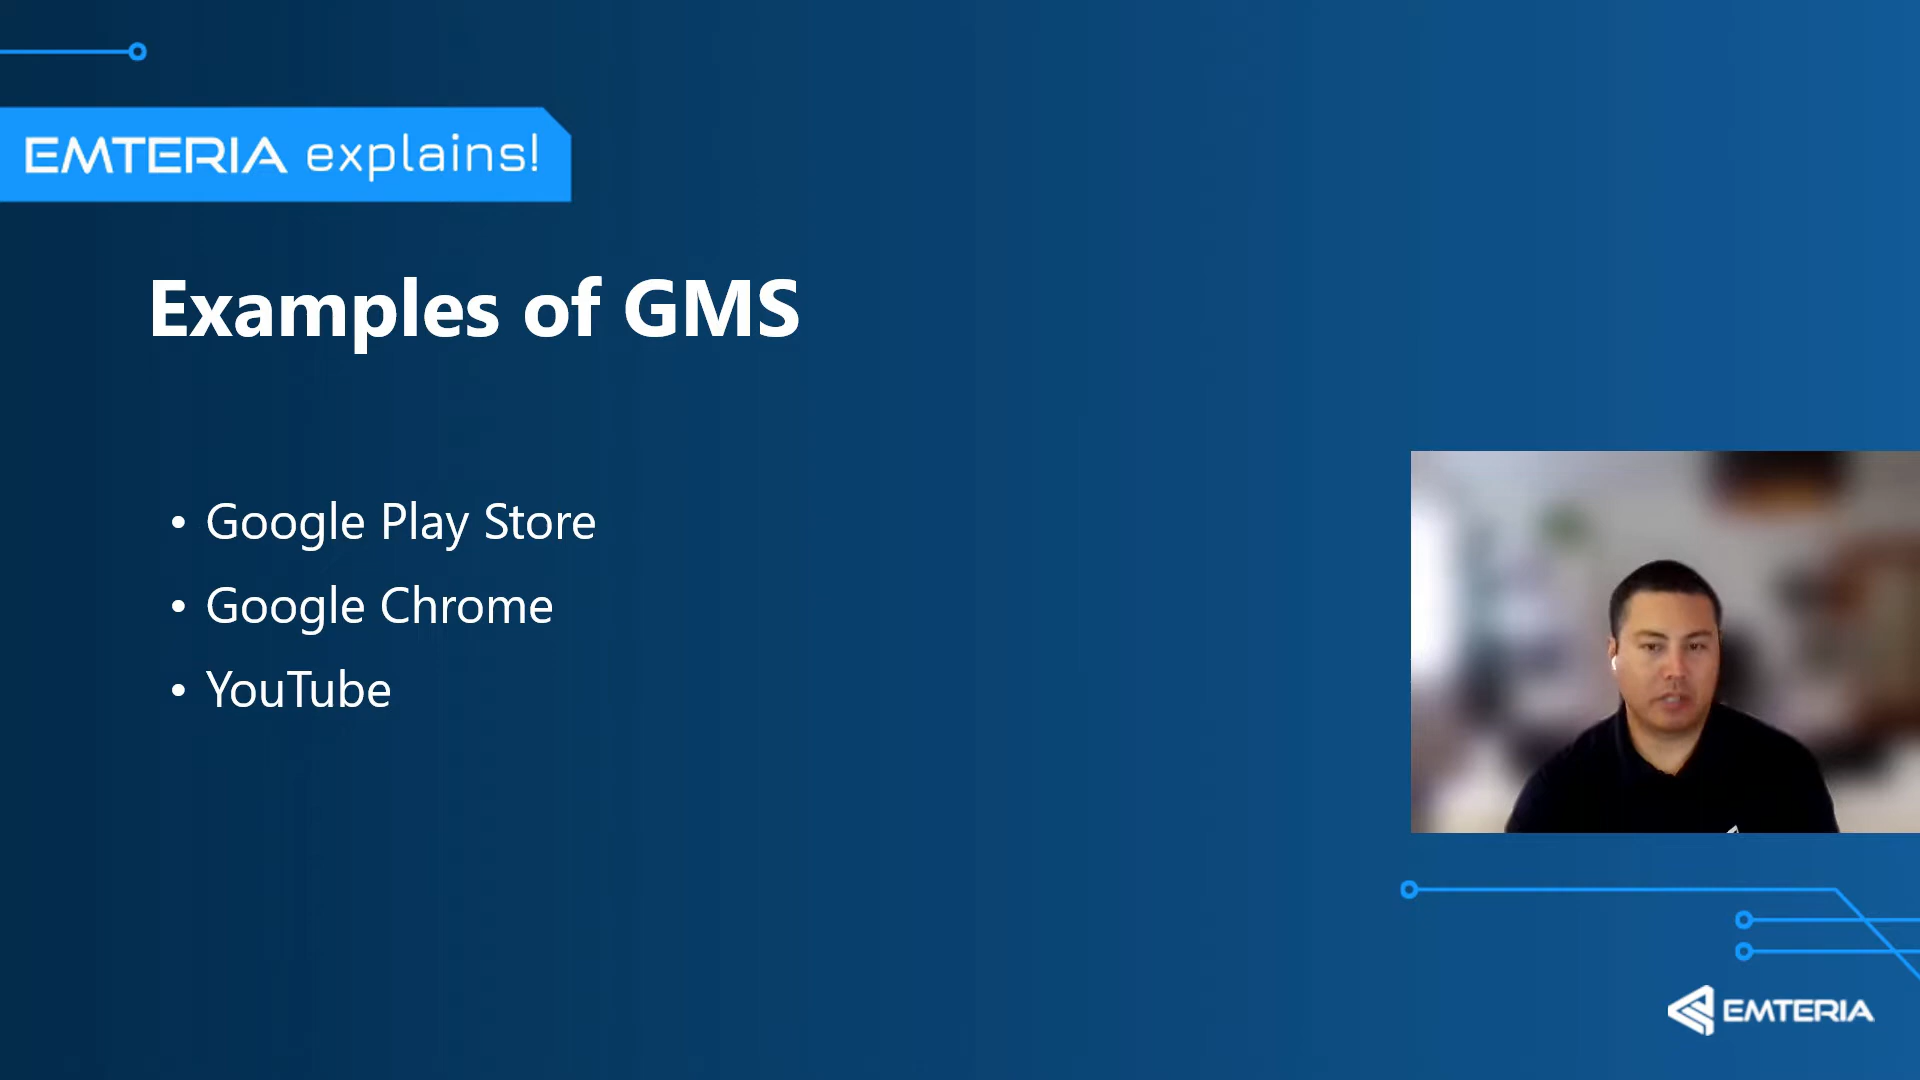 EMTERIA explains!
Examples of GMS
• Google Play Store
• Google Chrome
• YouTube
EMTERIA